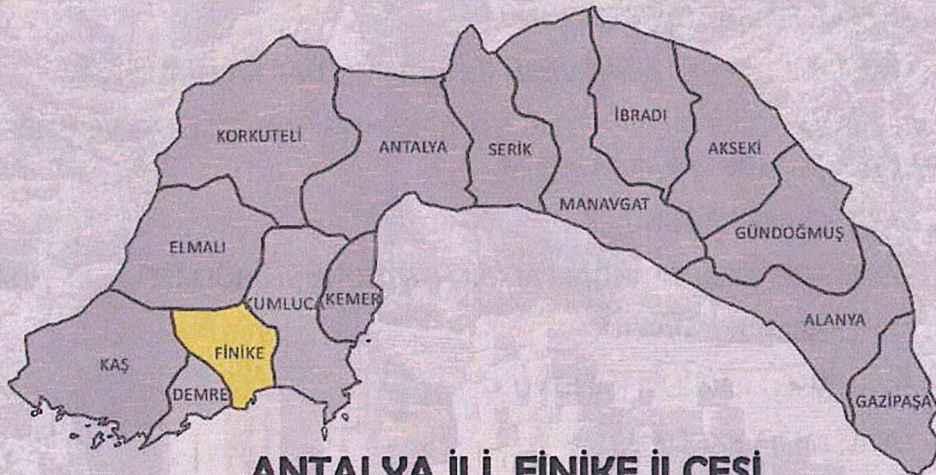 KORKUTELİ
ANTALYA
SERİK
İBRADI
AKSEKİ
MANAVGAT
GÜNDOĞMUŞ
ELMALI
KUMLUCA
KEMER
ALANYA
KAŞ
FİNİKE
DEMRE
GAZİPAŞA
ANTALYA İLİ, FİNİKE İLÇESİ